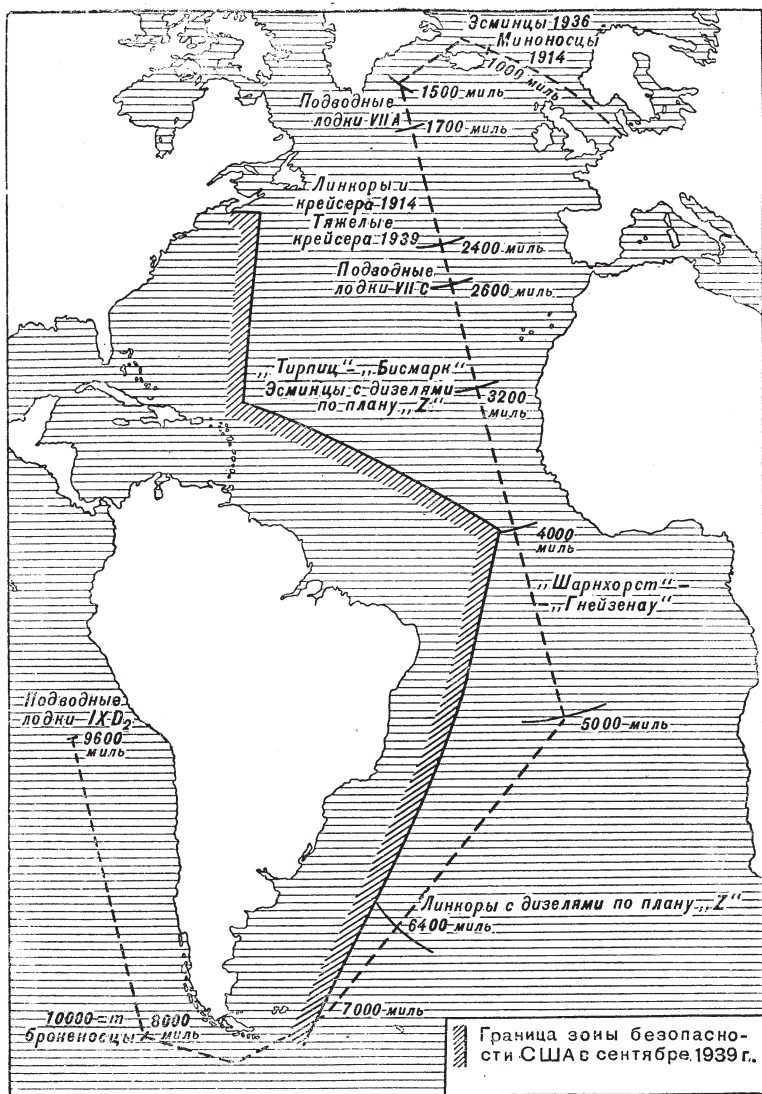 Эсминцы 1936
Миноносцы
1914
1000 миль
1500 миль
Подводные
лодки VII A
1700 миль
Линкоры и
крейсера 1914
Тяжелые
крейсера 1939
2400 миль
Подводные
лодки VII C
2600 миль
„Тирпиц“ – „Бисмарк“
Эсминцы с дизелями
по плану „Z“
3200
миль
4000
миль
„Шарнхорст“ –
– „Гнейзенау“
Подводные
лодки IX-D₂
9600
миль
5000 миль
Линкоры с дизелями по плану „Z“
6400
миль
7000 миль
10000=т
броненосцы
8000
миль
Граница зоны безопасно-
сти США в сентябре 1939 г.